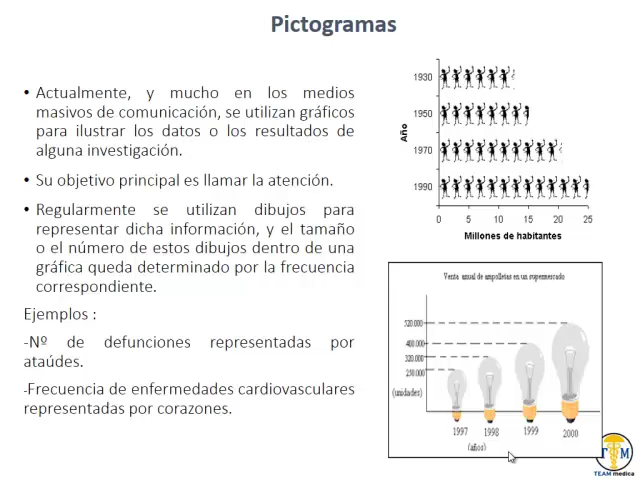 Pictogramas
• Actualmente, y mucho en los medios
masivos de comunicación, se utilizan gráficos
para ilustrar los datos o los resultados de
alguna investigación.
• Su objetivo principal es llamar la atención.
• Regularmente se utilizan dibujos para
representar dicha información, y el tamaño
o el número de estos dibujos dentro de una
gráfica queda determinado por la frecuencia
correspondiente.
Ejemplos :
-Nº de defunciones representadas por
ataúdes.
-Frecuencia de enfermedades cardiovasculares
representadas por corazones.
1930
1950
1970
1990
Año
0 5 10 15 20 25
Millones de habitantes
Venta anual de ampolletas en un supermercado
520.000
400.000
320.000
250.000
(unidades)
1997 1998 1999 2000
(años)
T M
TEAM medica